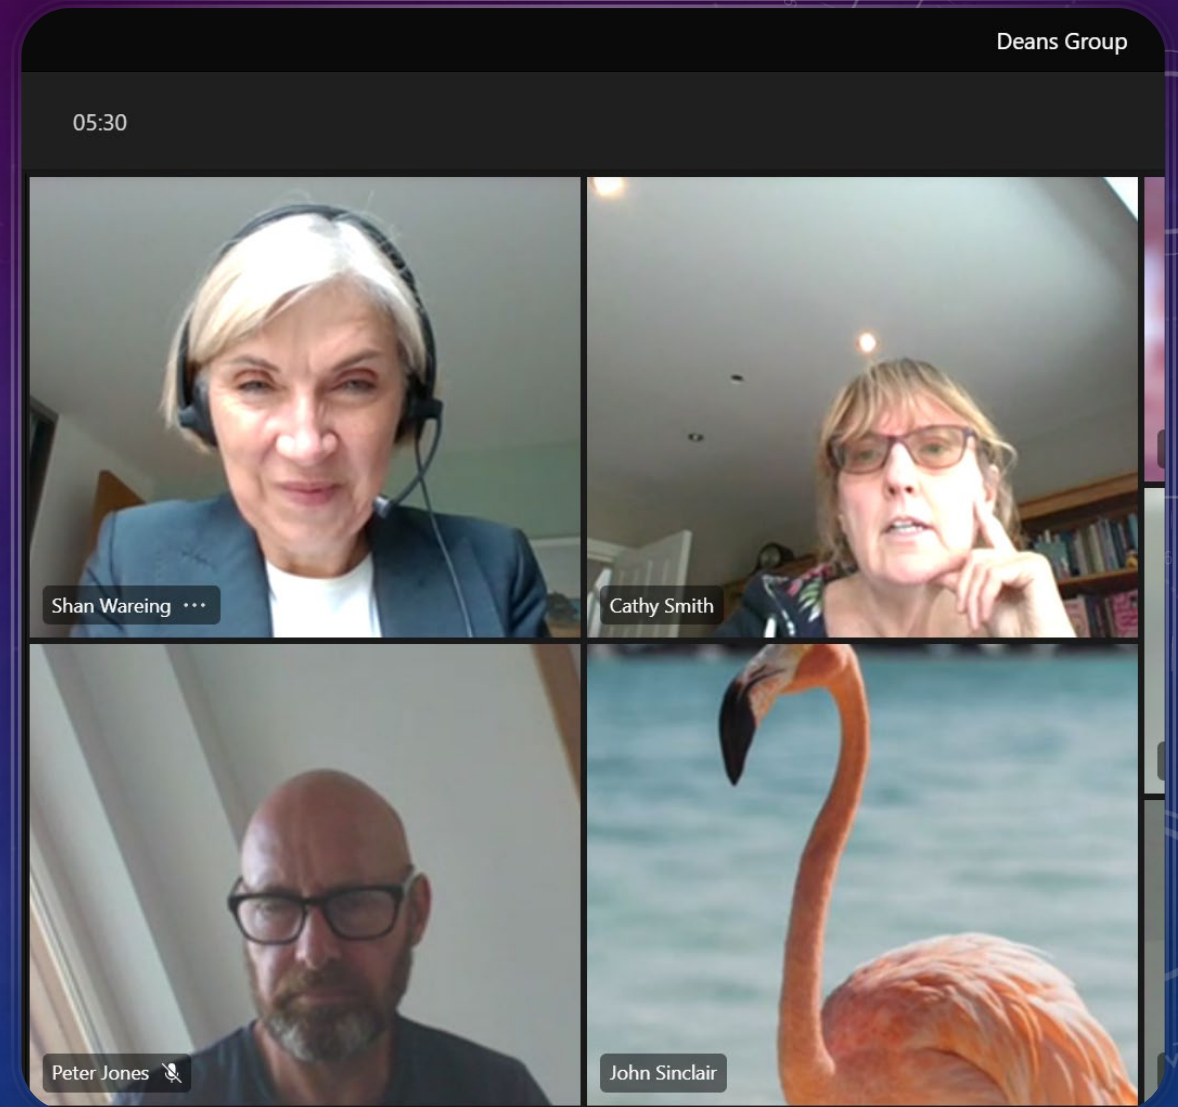 Deans Group
05:30
Shan Wareing
Cathy Smith
Peter Jones
John Sinclair